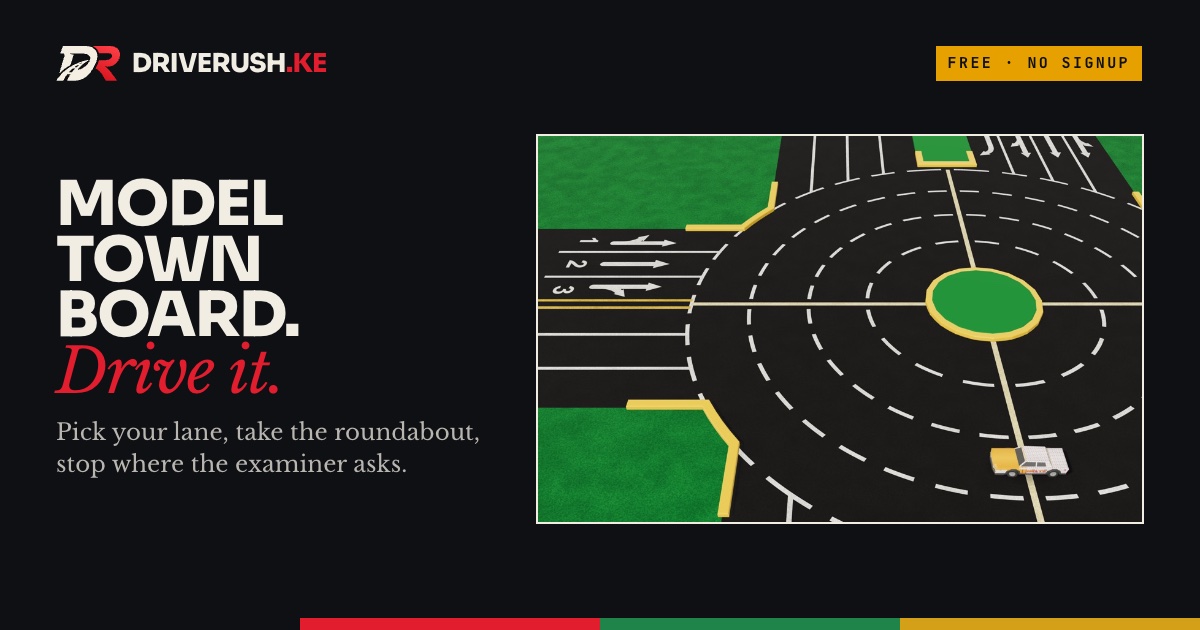 DR DRIVERUSH.KE
FREE · NO SIGNUP
MODEL
TOWN
BOARD.
Drive it.
Pick your lane, take the roundabout,
stop where the examiner asks.
1
2
3